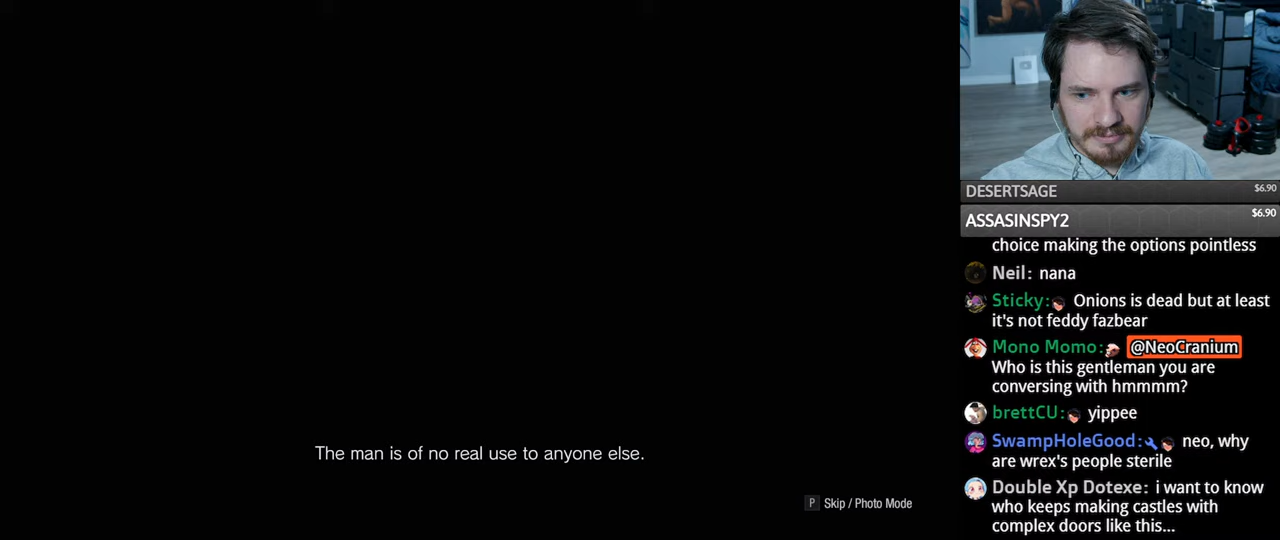 The man is of no real use to anyone else.
P Skip / Photo Mode
DESERTSAGE $6.90
ASSASINSPY2 $6.90
choice making the options pointless
Neil: nana
Sticky: Onions is dead but at least
it's not feddy fazbear
Mono Momo: @NeoCranium
Who is this gentleman you are
conversing with hmmmm?
brettCU: yippee
SwampHoleGood: neo, why
are wrex's people sterile
Double Xp Dotexe: i want to know
who keeps making castles with
complex doors like this...